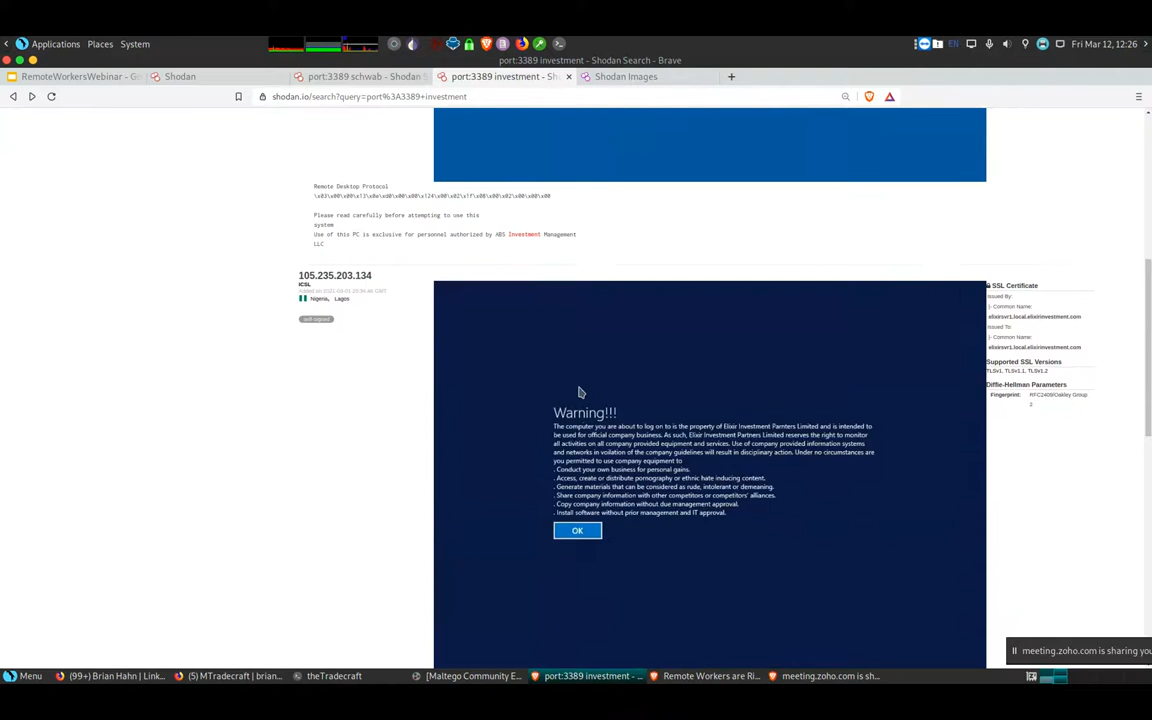 Applications Places System
EN
Fri Mar 12, 12:26
port:3389 investment - Shodan Search - Brave
RemoteWorkersWebinar - G
Shodan
port:3389 schwab - Shodan S
port:3389 investment - Sh
Shodan Images
shodan.io/search?query=port%3A3389+investment
Remote Desktop Protocol
Please read carefully before attempting to use this
system
Use of this PC is exclusive for personnel authorized by ABS Investment Management
LLC
105.235.203.134
ICSL
Nigeria, Lagos
self-signed
SSL Certificate
Issued By:
|- Common Name:
elixirsvr1.local.elixirinvestment.com
Issued To:
|- Common Name:
elixirsvr1.local.elixirinvestment.com
Supported SSL Versions
TLSv1, TLSv1.1, TLSv1.2
Diffie-Hellman Parameters
Fingerprint: RFC2409/Oakley Group
2
Warning!!!
The computer you are about to log on to is the property of Elixir Investment Parnters Limited and is intended to
be used for official company business. As such, Elixir Investment Partners Limited reserves the right to monitor
all activities on all company provided equipment and services. Use of company provided information systems
and networks in voilation of the company guidelines will result in disciplinary action. Under no circumstances are
you permitted to use company equipment to
. Conduct your own business for personal gains.
. Access, create or distribute pornography or ethnic hate inducing content.
. Generate materials that can be considered as rude, intolerant or demeaning.
. Share company information with other competitors or competitors' alliances.
. Copy company information without due management approval.
. Install software without prior management and IT approval.
OK
meeting.zoho.com is sharing you
Menu
(99+) Brian Hahn | Link...
(5) MTradecraft | brian...
theTradecraft
[Maltego Community E...
port:3389 investment - ...
Remote Workers are Ri...
meeting.zoho.com is sh...